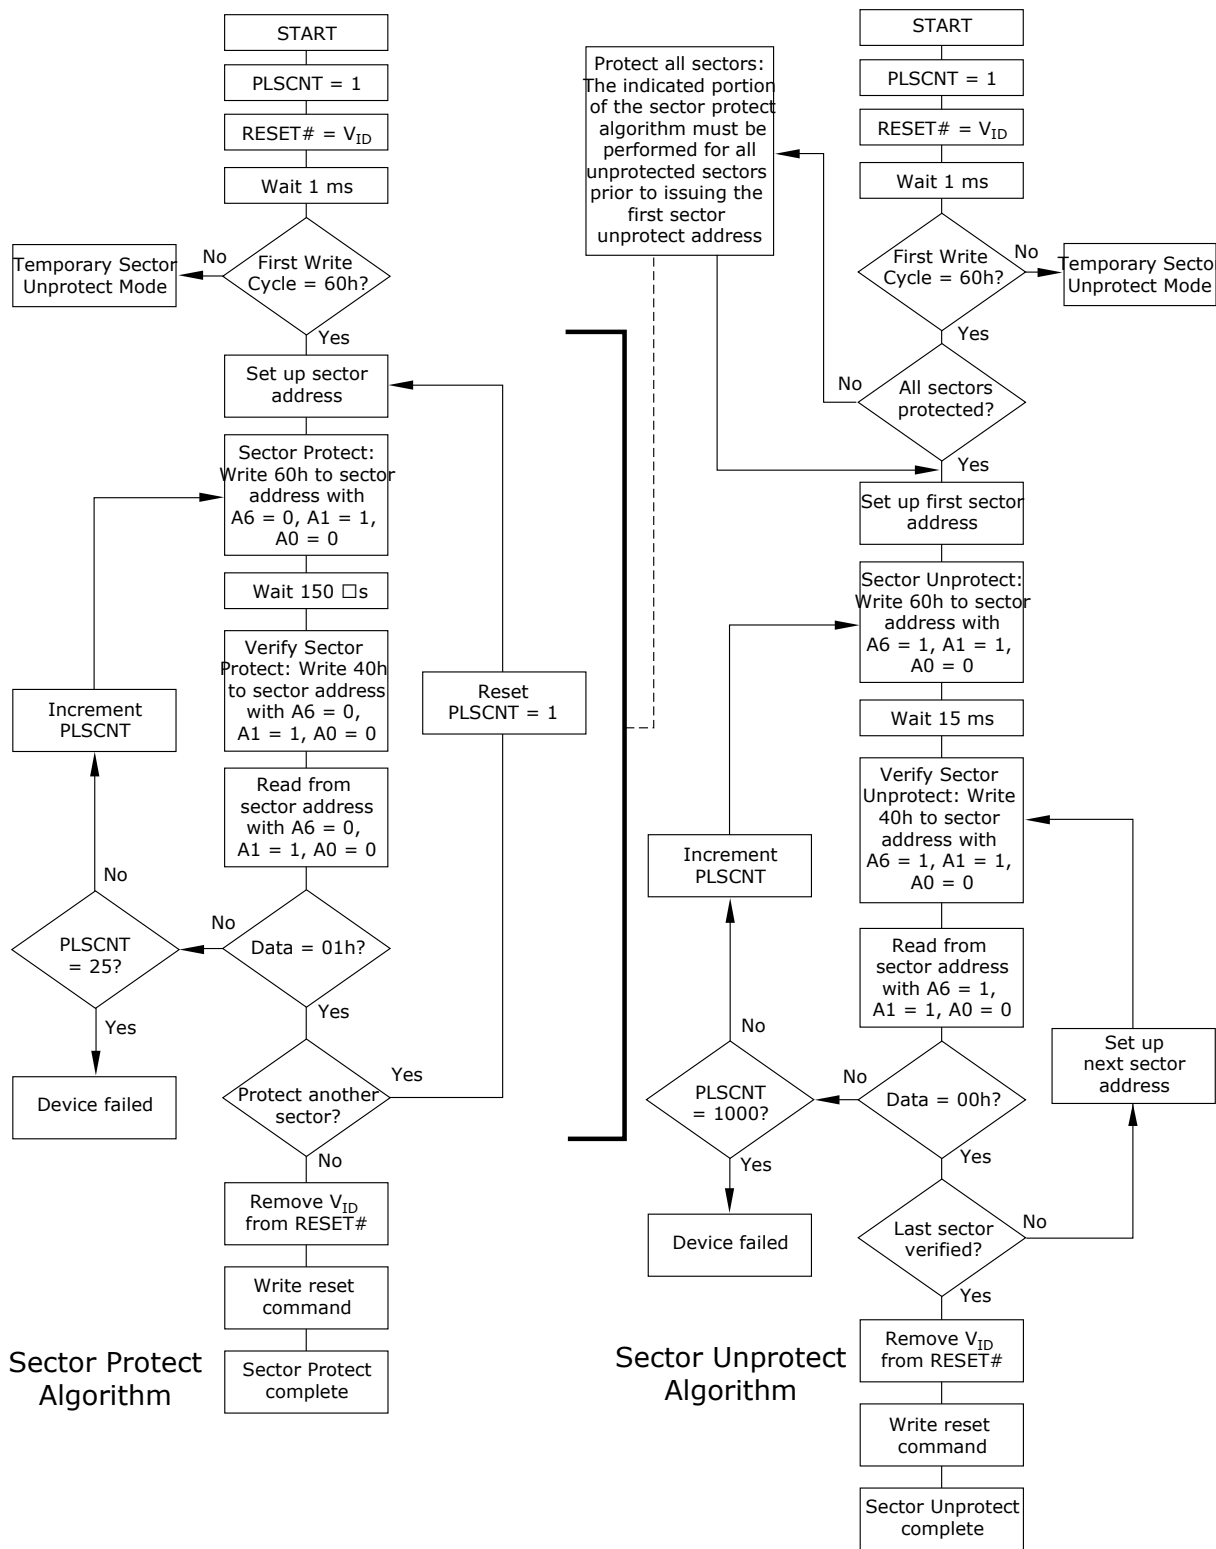 START
PLSCNT = 1
RESET# = VID
Wait 1 ms
First Write
Cycle = 60h?
No
Temporary Sector
Unprotect Mode
Yes
Set up sector
address
Sector Protect:
Write 60h to sector
address with
A6 = 0, A1 = 1,
A0 = 0
Wait 150 □s
Verify Sector
Protect: Write 40h
to sector address
with A6 = 0,
A1 = 1, A0 = 0
Read from
sector address
with A6 = 0,
A1 = 1, A0 = 0
Data = 01h?
No
PLSCNT
= 25?
No
Increment
PLSCNT
Yes
Device failed
Yes
Protect another
sector?
Yes
Reset
PLSCNT = 1
No
Remove VID
from RESET#
Write reset
command
Sector Protect
complete
Sector Protect
Algorithm
Protect all sectors:
The indicated portion
of the sector protect
algorithm must be
performed for all
unprotected sectors
prior to issuing the
first sector
unprotect address
START
PLSCNT = 1
RESET# = VID
Wait 1 ms
First Write
Cycle = 60h?
No
Temporary Sector
Unprotect Mode
Yes
All sectors
protected?
No
Yes
Set up first sector
address
Sector Unprotect:
Write 60h to sector
address with
A6 = 1, A1 = 1,
A0 = 0
Wait 15 ms
Verify Sector
Unprotect: Write
40h to sector
address with
A6 = 1, A1 = 1,
A0 = 0
Read from
sector address
with A6 = 1,
A1 = 1, A0 = 0
Data = 00h?
No
PLSCNT
= 1000?
No
Increment
PLSCNT
Yes
Device failed
Yes
Last sector
verified?
No
Set up
next sector
address
Yes
Remove VID
from RESET#
Write reset
command
Sector Unprotect
complete
Sector Unprotect
Algorithm